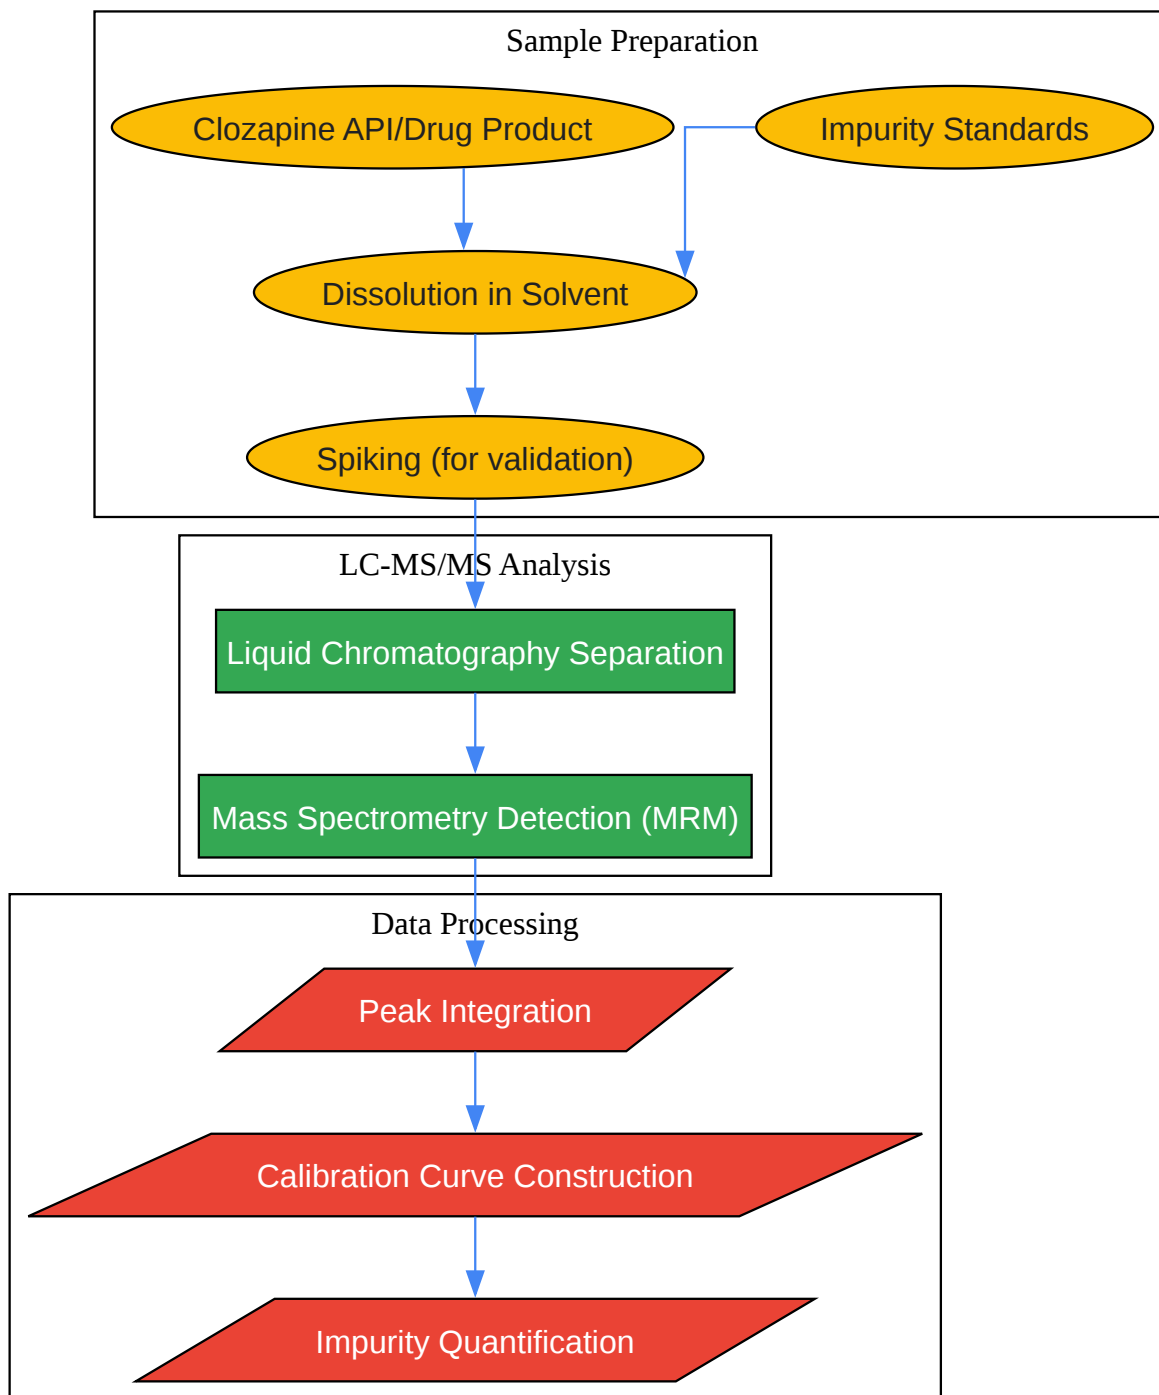 Sample Preparation
Clozapine API/Drug Product
Impurity Standards
Dissolution in Solvent
Spiking (for validation)
LC-MS/MS Analysis
Liquid Chromatography Separation
Mass Spectrometry Detection (MRM)
Data Processing
Peak Integration
Calibration Curve Construction
Impurity Quantification